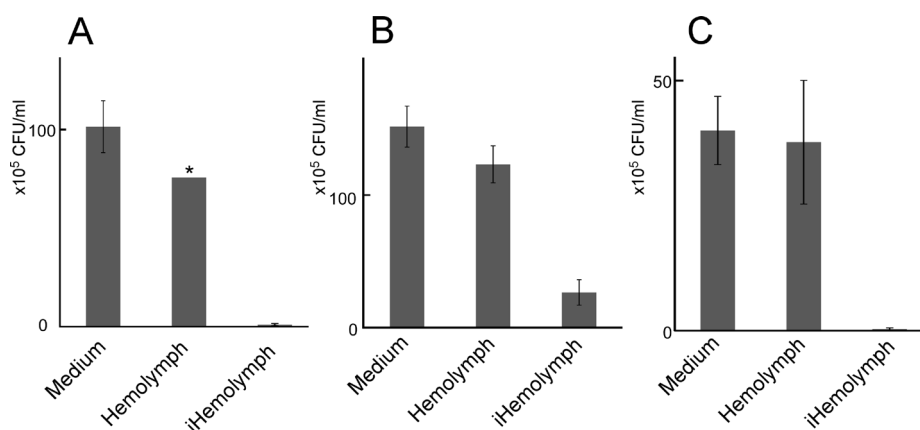 A
x10⁵ CFU/ml
100
0
*
Medium
Hemolymph
iHemolymph
B
x10⁵ CFU/ml
100
0
Medium
Hemolymph
iHemolymph
C
x10⁵ CFU/ml
50
0
Medium
Hemolymph
iHemolymph